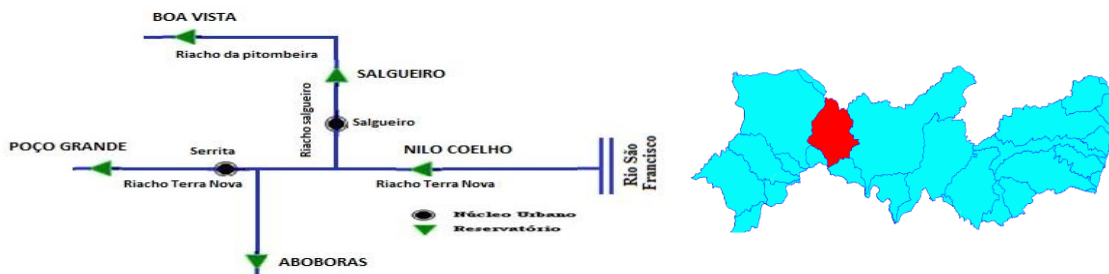 BOA VISTA
Riacho da pitombeira
SALGUEIRO
Riacho salgueiro
Salgueiro
POÇO GRANDE
Serrita
NILO COELHO
Riacho Terra Nova
Riacho Terra Nova
Rio São
Francisco
Núcleo Urbano
Reservatório
ABOBORAS